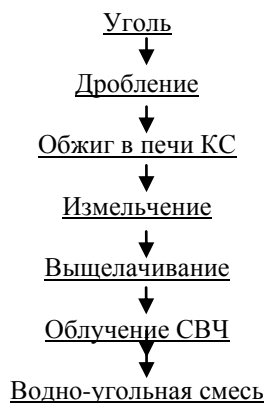 Уголь
Дробление
Обжиг в печи КС
Измельчение
Выщелачивание
Облучение СВЧ
Водно-угольная смесь